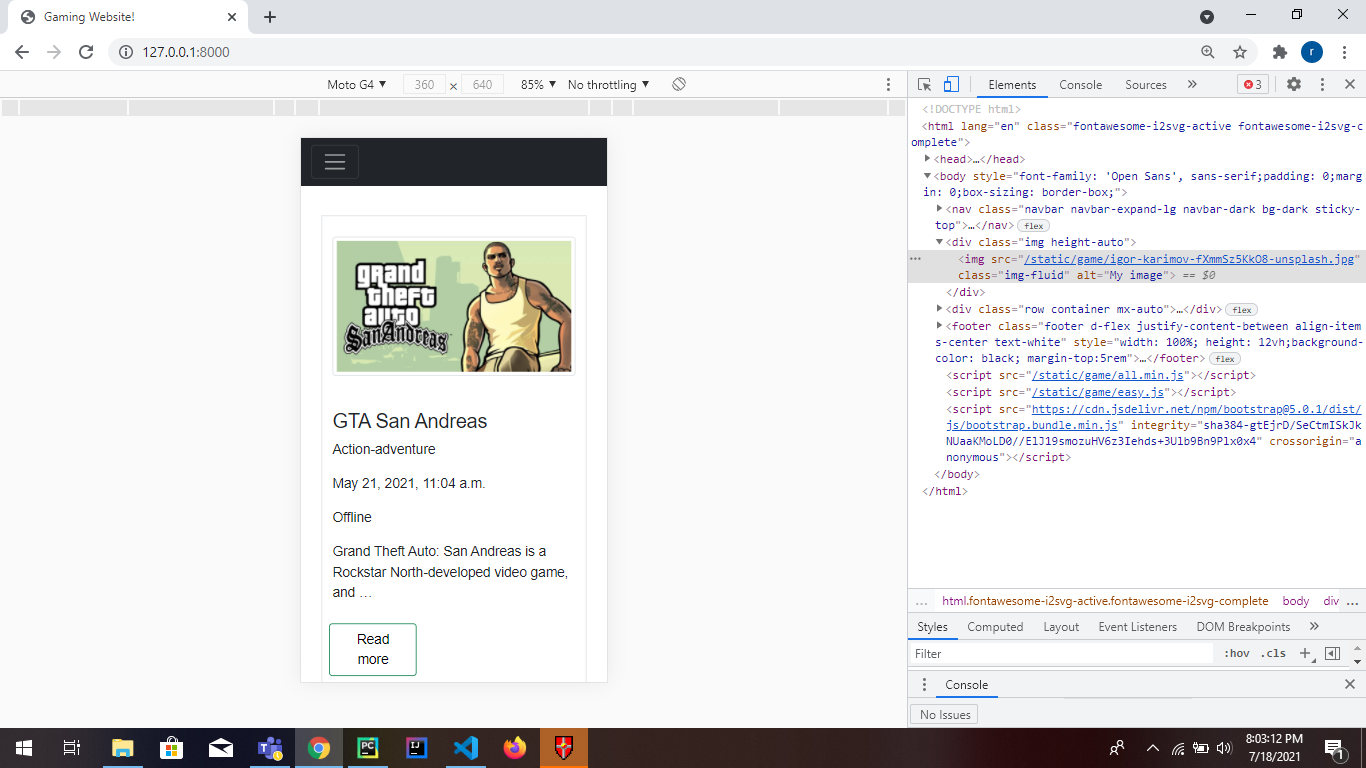 Gaming Website!
127.0.0.1:8000
Moto G4 ▼ 360 × 640 85% ▼ No throttling ▼
Elements Console Sources » 3
<!DOCTYPE html>
<html lang="en" class="fontawesome-i2svg-active fontawesome-i2svg-c
omplete">
<head>…</head>
<body style="font-family: 'Open Sans', sans-serif;padding: 0;mar
in: 0;box-sizing: border-box;">
<nav class="navbar navbar-expand-lg navbar-dark bg-dark sticky-
top">…</nav> flex
<div class="img height-auto">
<img src="/static/game/igor-karimov-fXmmSz5KkO8-unsplash.jpg"
class="img-fluid" alt="My image"> == $0
</div>
<div class="row container mx-auto">…</div> flex
<footer class="footer d-flex justify-content-between align-item
s-center text-white" style="width: 100%; height: 12vh;background-
color: black; margin-top:5rem">…</footer> flex
<script src="/static/game/all.min.js"></script>
<script src="/static/game/easy.js"></script>
<script src="https://cdn.jsdelivr.net/npm/bootstrap@5.0.1/dist/
js/bootstrap.bundle.min.js" integrity="sha384-gtEjrD/SeCtmISkJk
NUaaKMoLD0//ElJ19smozuHV6z3Iehds+3Ulb9Bn9Plx0x4" crossorigin="a
nonymous"></script>
</body>
</html>
grand
theft
auto
SanAndreas
GTA San Andreas
Action-adventure
May 21, 2021, 11:04 a.m.
Offline
Grand Theft Auto: San Andreas is a
Rockstar North-developed video game,
and …
Read
more
… html.fontawesome-i2svg-active.fontawesome-i2svg-complete body div …
Styles Computed Layout Event Listeners DOM Breakpoints »
Filter :hov .cls +
Console
No Issues
8:03:12 PM
7/18/2021
1